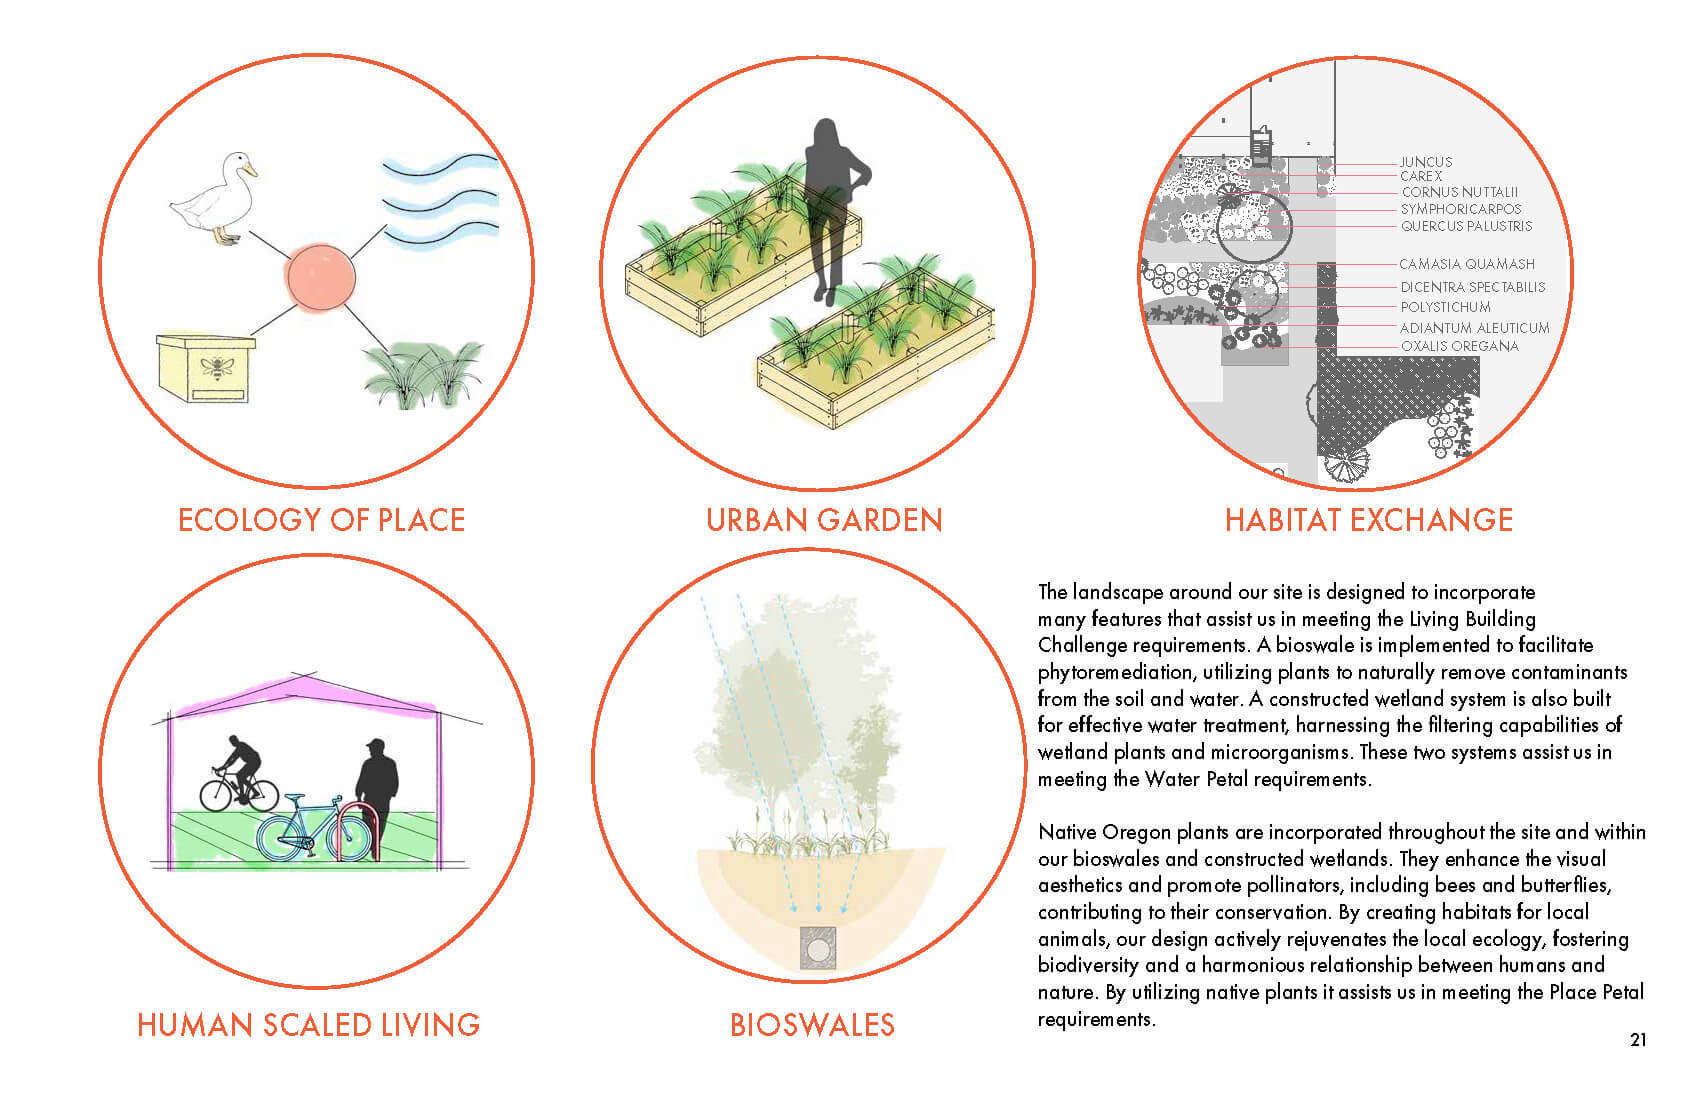 JUNCUS
CAREX
CORNUS NUTTALII
SYMPHORICARPOS
QUERCUS PALUSTRIS
CAMASIA QUAMASH
DICENTRA SPECTABILIS
POLYSTICHUM
ADIANTUM ALEUTICUM
OXALIS OREGANA
ECOLOGY OF PLACE
URBAN GARDEN
HABITAT EXCHANGE
HUMAN SCALED LIVING
BIOSWALES
The landscape around our site is designed to incorporate
many features that assist us in meeting the Living Building
Challenge requirements. A bioswale is implemented to facilitate
phytoremediation, utilizing plants to naturally remove contaminants
from the soil and water. A constructed wetland system is also built
for effective water treatment, harnessing the filtering capabilities of
wetland plants and microorganisms. These two systems assist us in
meeting the Water Petal requirements.
Native Oregon plants are incorporated throughout the site and within
our bioswales and constructed wetlands. They enhance the visual
aesthetics and promote pollinators, including bees and butterflies,
contributing to their conservation. By creating habitats for local
animals, our design actively rejuvenates the local ecology, fostering
biodiversity and a harmonious relationship between humans and
nature. By utilizing native plants it assists us in meeting the Place Petal
requirements.
21